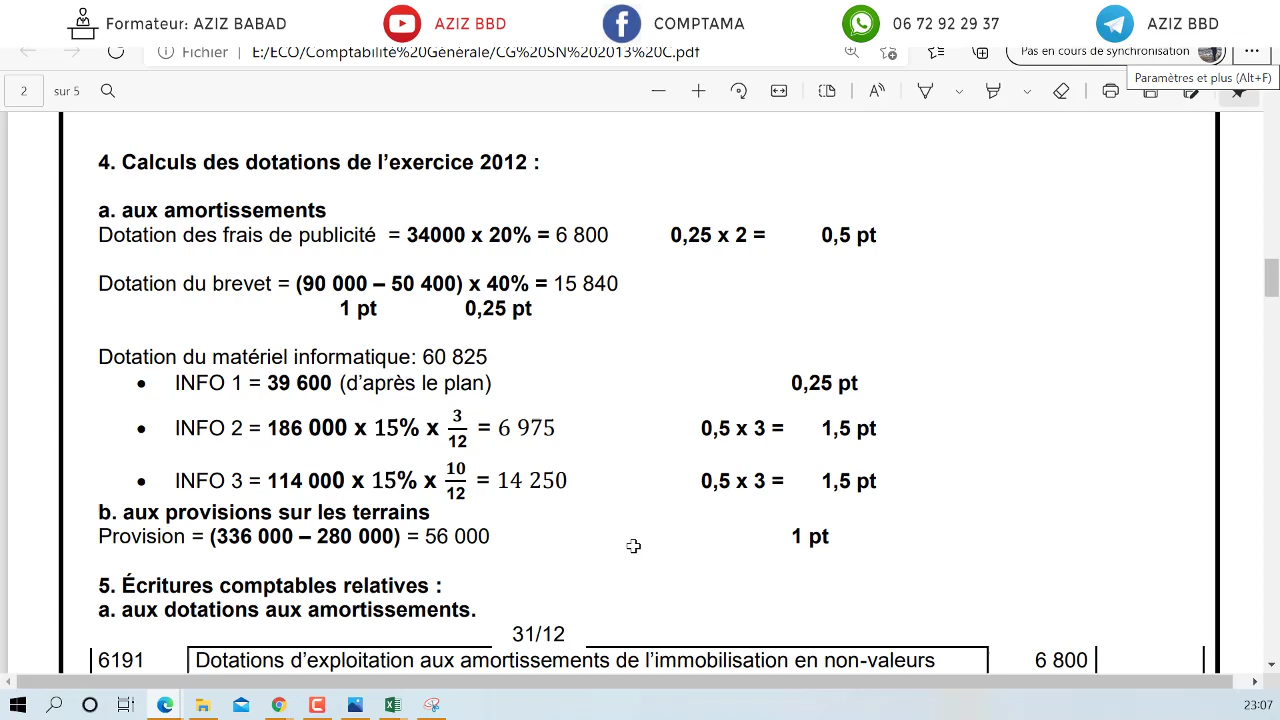 Formateur: AZIZ BABAD AZIZ BBD COMPTAMA 06 72 92 29 37 AZIZ BBD
Fichier E:/ECO/Comptabilité%20Générale/CG%20SN%202013%20C.pdf Pas en cours de synchronisation
Paramètres et plus (Alt+F)
2 sur 5
4. Calculs des dotations de l’exercice 2012 :
a. aux amortissements
Dotation des frais de publicité = 34000 x 20% = 6 800 0,25 x 2 = 0,5 pt
Dotation du brevet = (90 000 – 50 400) x 40% = 15 840
1 pt 0,25 pt
Dotation du matériel informatique: 60 825
• INFO 1 = 39 600 (d’après le plan) 0,25 pt
• INFO 2 = 186 000 x 15% x 3/12 = 6 975 0,5 x 3 = 1,5 pt
• INFO 3 = 114 000 x 15% x 10/12 = 14 250 0,5 x 3 = 1,5 pt
b. aux provisions sur les terrains
Provision = (336 000 – 280 000) = 56 000 1 pt
5. Écritures comptables relatives :
a. aux dotations aux amortissements.
31/12
6191 Dotations d’exploitation aux amortissements de l’immobilisation en non-valeurs 6 800
23:07